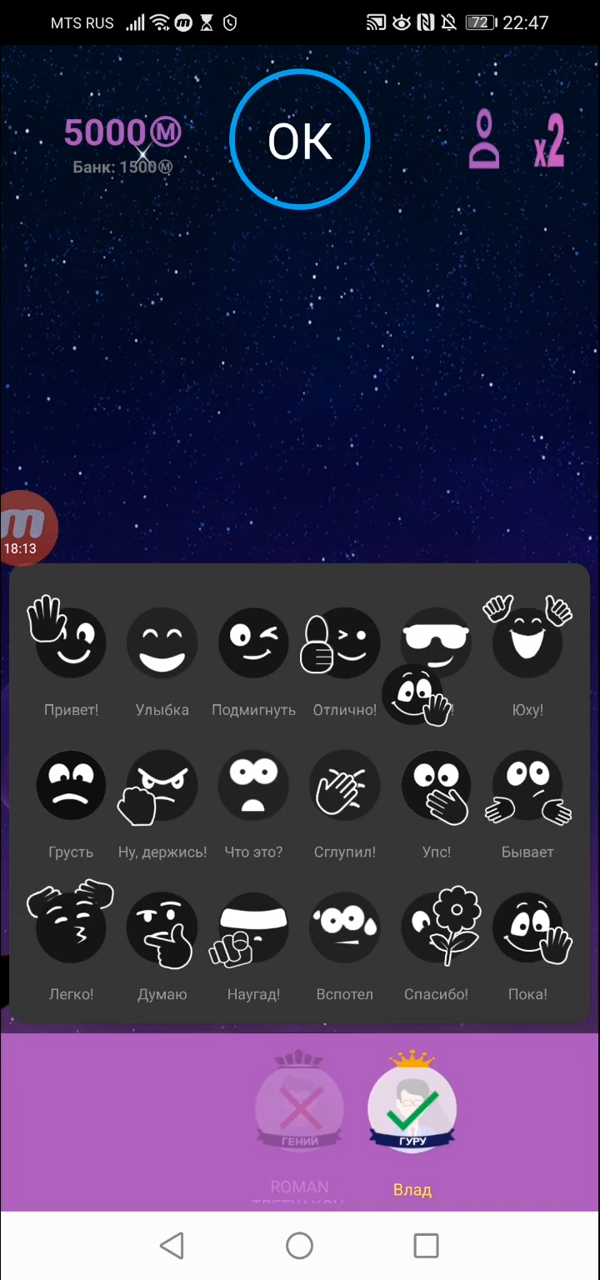 MTS RUS
72
22:47
5000Ⓜ
Банк: 1500Ⓜ
OK
x2
18:13
Привет!
Улыбка
Подмигнуть
Отлично!
Юху!
Грусть
Ну, держись!
Что это?
Сглупил!
Упс!
Бывает
Легко!
Думаю
Наугад!
Вспотел
Спасибо!
Пока!
ГЕНИЙ
ГУРУ
ROMAN
Влад